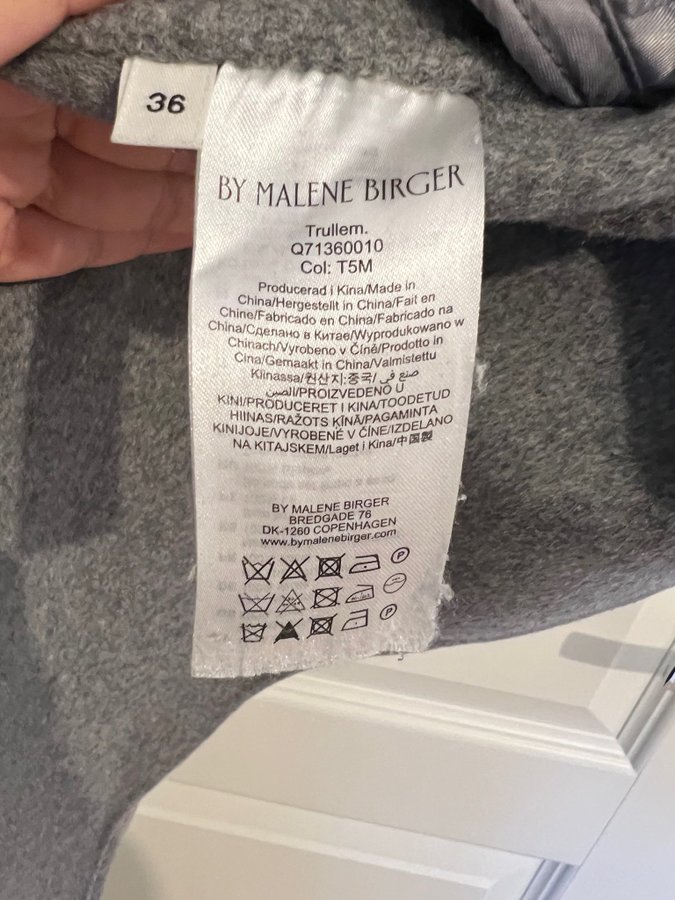 36
BY MALENE BIRGER
Trullem.
Q71360010
Col: T5M
Producerad i Kina/Made in
China/Hergestellt in China/Fait en
Chine/Fabricado en China/Fabricado na
China/Сделано в Китае/Wyprodukowano w
Chinach/Vyrobeno v Číně/Prodotto in
Cina/Gemaakt in China/Valmistettu
Kiinassa/원산지:중국/صنع في
الصين/PROIZVEDENO U
KINI/PRODUCERET I KINA/TOODETUD
HIINAS/RAŽOTS ĶĪNĀ/PAGAMINTA
KINIJOJE/VYROBENÉ V ČÍNE/IZDELANO
NA KITAJSKEM/Laget i Kina/中国製
BY MALENE BIRGER
BREDGADE 76
DK-1260 COPENHAGEN
www.bymalenebirger.com
P
P
P